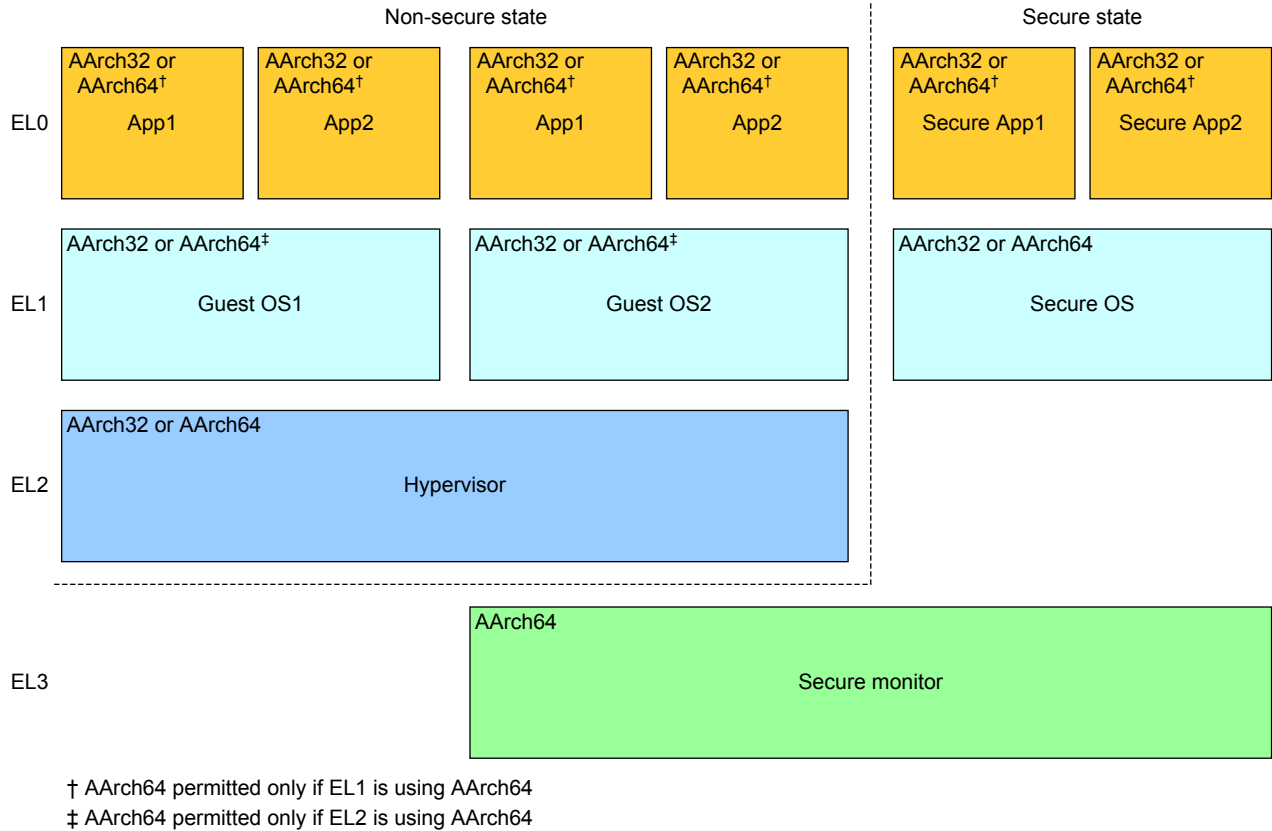 Non-secure state
Secure state
AArch32 or
AArch64†
App1
AArch32 or
AArch64†
App2
AArch32 or
AArch64†
App1
AArch32 or
AArch64†
App2
AArch32 or
AArch64†
Secure App1
AArch32 or
AArch64†
Secure App2
EL0
AArch32 or AArch64‡
Guest OS1
AArch32 or AArch64‡
Guest OS2
AArch32 or AArch64
Secure OS
EL1
AArch32 or AArch64
Hypervisor
EL2
AArch64
Secure monitor
EL3
† AArch64 permitted only if EL1 is using AArch64
‡ AArch64 permitted only if EL2 is using AArch64